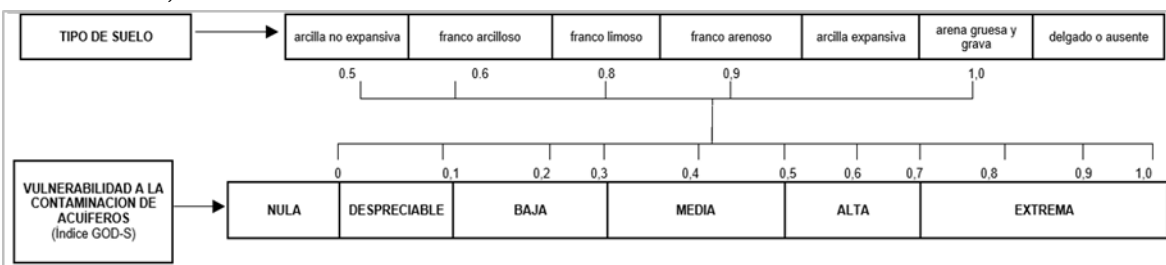 TIPO DE SUELO
arcilla no expansiva
franco arcilloso
franco limoso
franco arenoso
arcilla expansiva
arena gruesa y
grava
delgado o ausente
0.5
0.6
0.8
0.9
1,0
0
0,1
0,2
0,3
0,4
0,5
0,6
0,7
0,8
0,9
1,0
VULNERABILIDAD A LA
CONTAMINACION DE
ACUÍFEROS
(Índice GOD-S)
NULA
DESPRECIABLE
BAJA
MEDIA
ALTA
EXTREMA